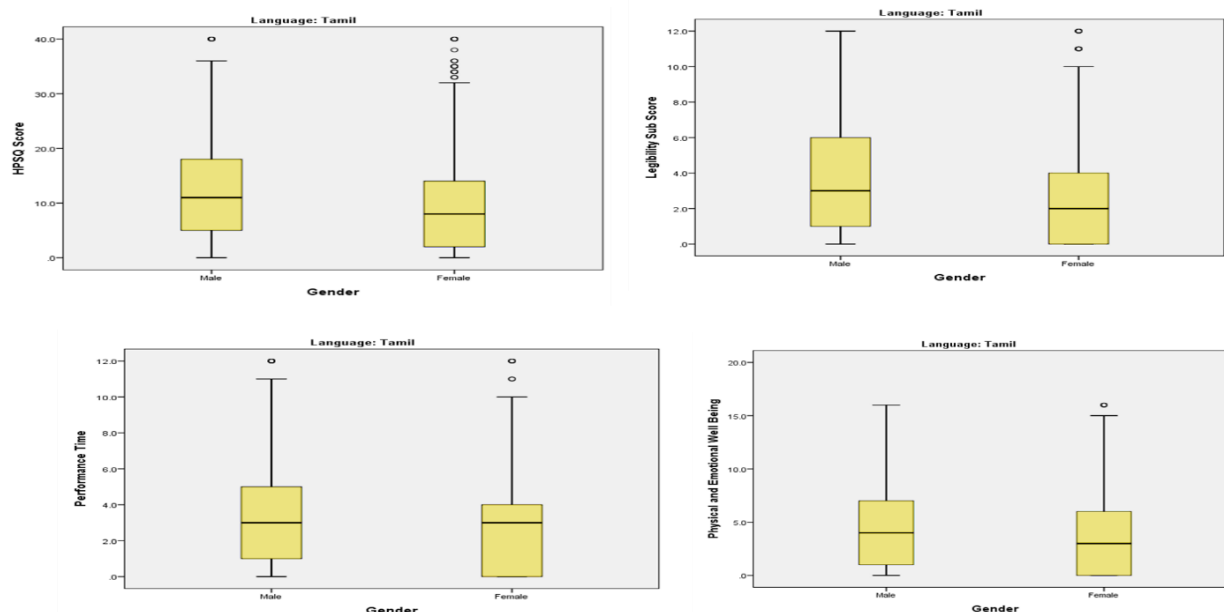 Language: Tamil
40.0
30.0
20.0
10.0
.0
HPSQ Score
Male
Female
Gender
Language: Tamil
12.0
10.0
8.0
6.0
4.0
2.0
.0
Legibility Sub Score
Male
Female
Gender
Language: Tamil
12.0
10.0
8.0
6.0
4.0
2.0
.0
Performance Time
Male
Female
Gender
Language: Tamil
20.0
15.0
5.0
.0
Physical and Emotional Well Being
Male
Female
Gender